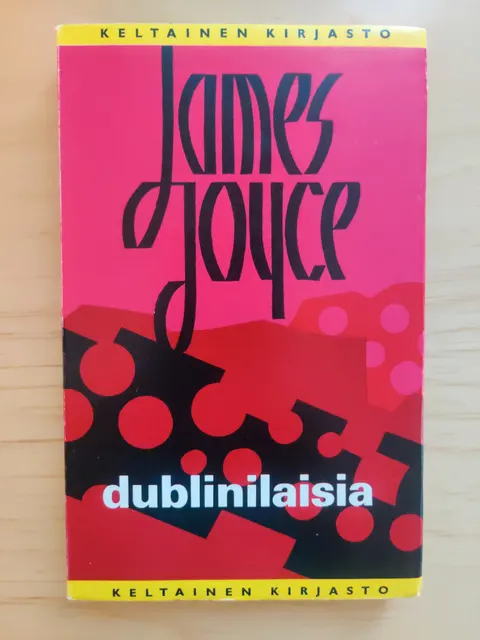 KELTAINEN KIRJASTO
James
Joyce
dublinilaisia
KELTAINEN KIRJASTO